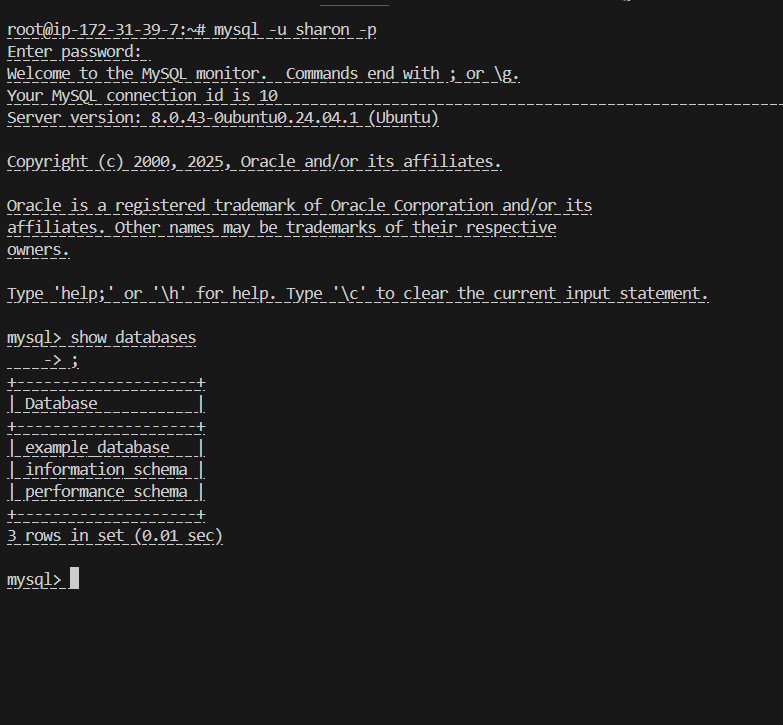 root@ip-172-31-39-7:~# mysql -u sharon -p
Enter password:
Welcome to the MySQL monitor.  Commands end with ; or \g.
Your MySQL connection id is 10
Server version: 8.0.43-0ubuntu0.24.04.1 (Ubuntu)

Copyright (c) 2000, 2025, Oracle and/or its affiliates.

Oracle is a registered trademark of Oracle Corporation and/or its
affiliates. Other names may be trademarks of their respective
owners.

Type 'help;' or '\h' for help. Type '\c' to clear the current input statement.

mysql> show databases
    -> ;
+--------------------+
| Database           |
+--------------------+
| example_database   |
| information_schema |
| performance_schema |
+--------------------+
3 rows in set (0.01 sec)

mysql>